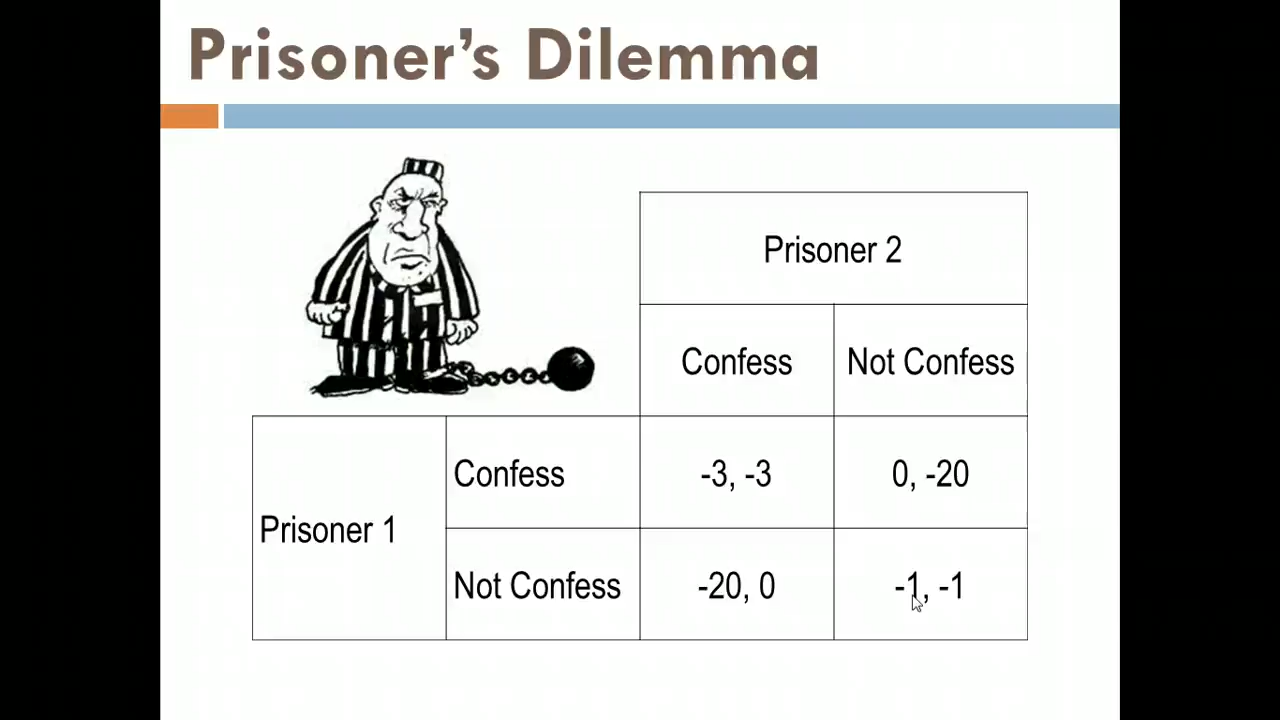 Prisoner’s Dilemma
Prisoner 2
Confess
Not Confess
Prisoner 1
Confess
-3, -3
0, -20
Not Confess
-20, 0
-1, -1